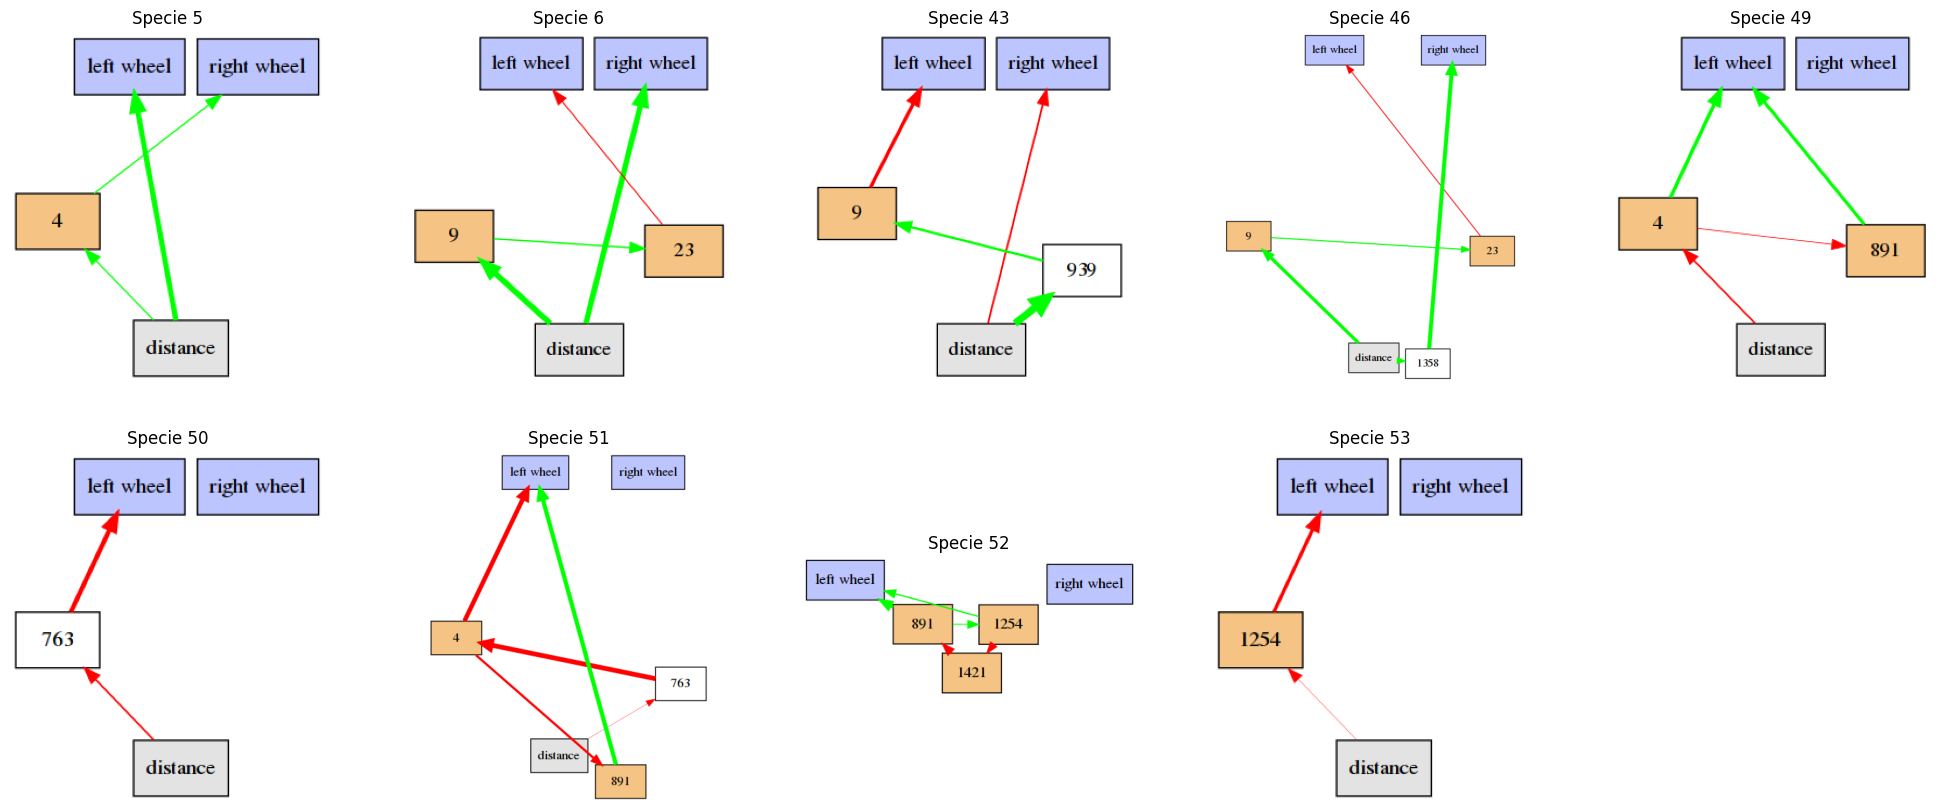 Specie 5
left wheel
right wheel
4
distance
Specie 6
left wheel
right wheel
9
23
distance
Specie 43
left wheel
right wheel
9
939
distance
Specie 46
left wheel
right wheel
9
23
distance
1358
Specie 49
left wheel
right wheel
4
891
distance
Specie 50
left wheel
right wheel
763
distance
Specie 51
left wheel
right wheel
4
763
distance
891
Specie 52
left wheel
right wheel
891
1254
1421
Specie 53
left wheel
right wheel
1254
distance